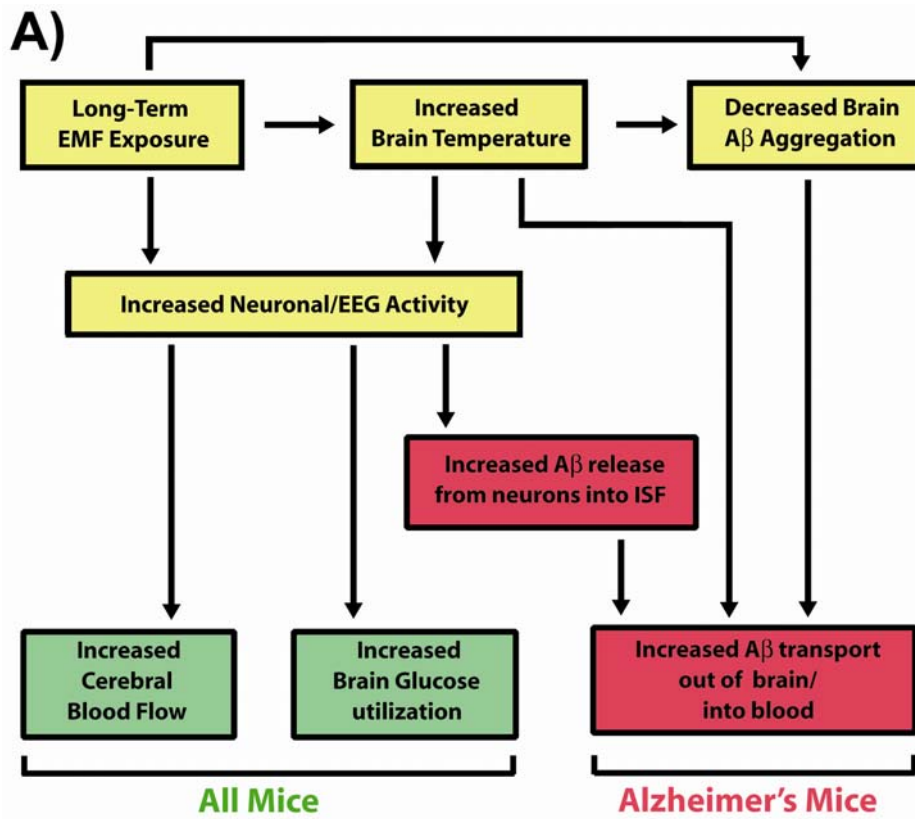 A)
Long-Term
EMF Exposure
Increased
Brain Temperature
Decreased Brain
Aβ Aggregation
Increased Neuronal/EEG Activity
Increased Aβ release
from neurons into ISF
Increased
Cerebral
Blood Flow
Increased
Brain Glucose
utilization
Increased Aβ transport
out of brain/
into blood
All Mice
Alzheimer's Mice